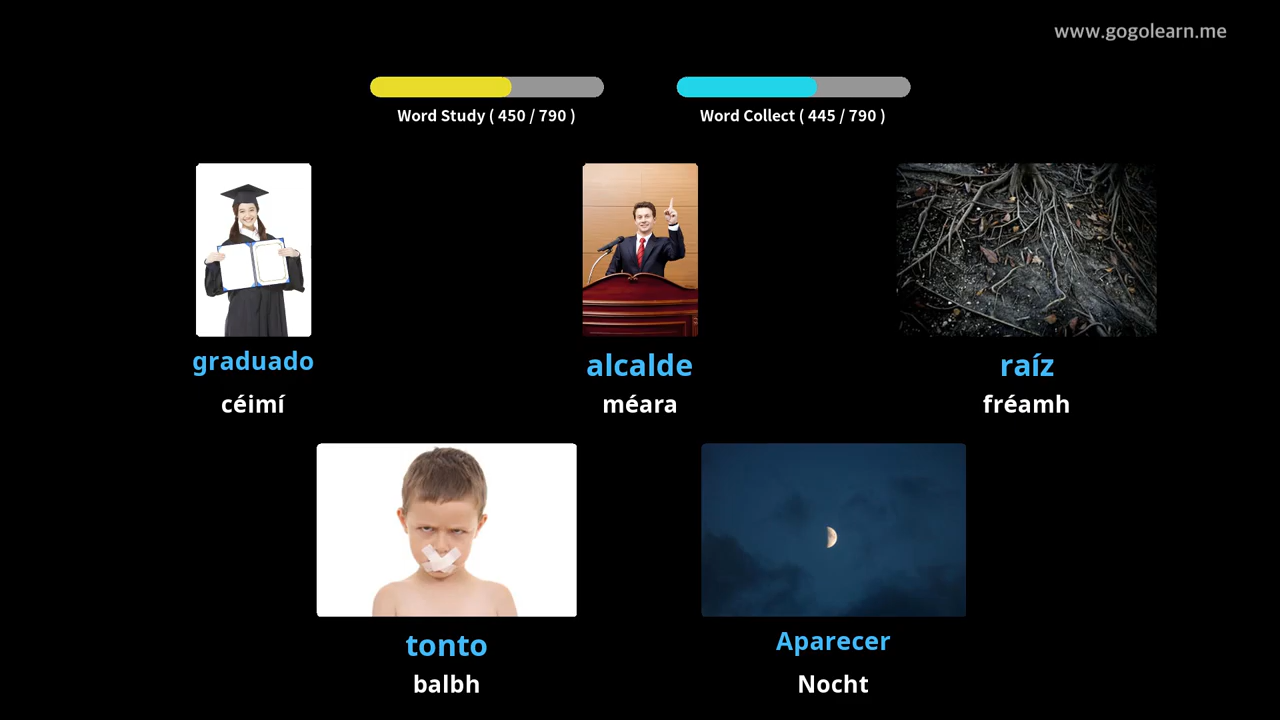 www.gogolearn.me
Word Study ( 450 / 790 )
Word Collect ( 445 / 790 )
graduado
céimí
alcalde
méara
raíz
fréamh
tonto
balbh
Aparecer
Nocht